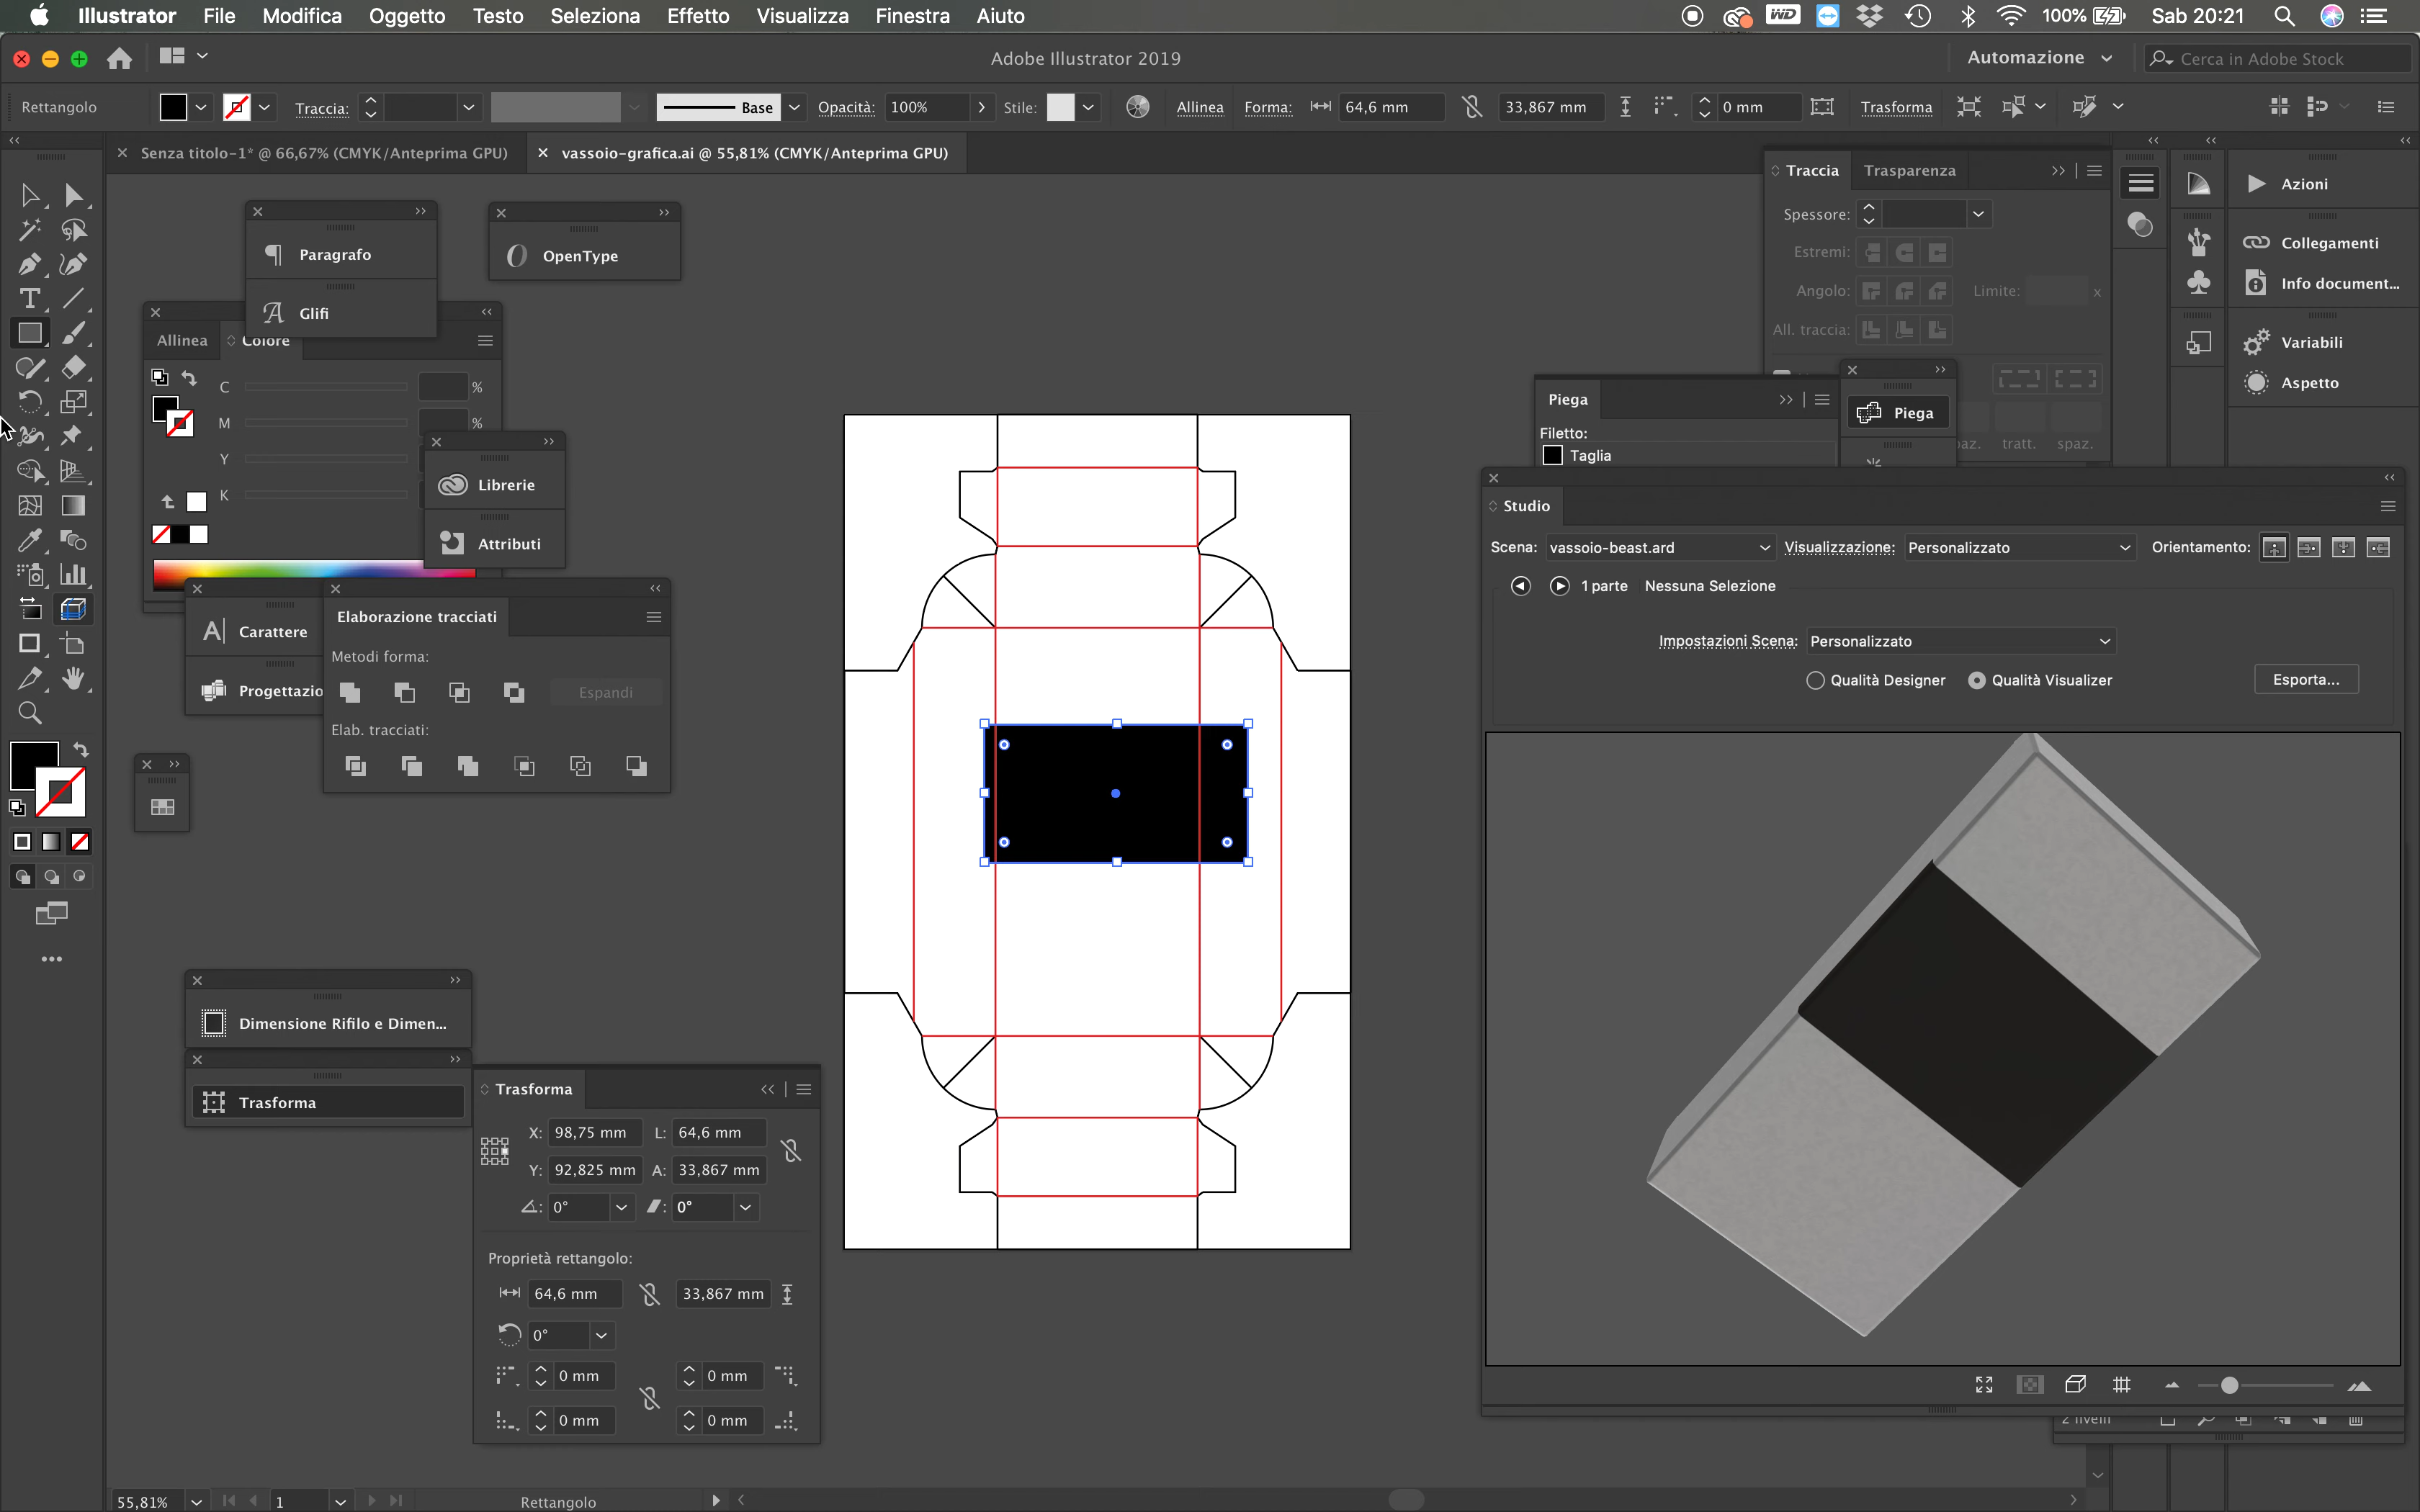 Illustrator File Modifica Oggetto Testo Seleziona Effetto Visualizza Finestra Aiuto
WD 100% Sab 20:21
Adobe Illustrator 2019
Automazione
Cerca in Adobe Stock
Rettangolo
Traccia:
Base
Opacità: 100%
Stile:
Allinea
Forma: 64,6 mm 33,867 mm 0 mm
Trasforma
Senza titolo-1* @ 66,67% (CMYK/Anteprima GPU)
vassoio-grafica.ai @ 55,81% (CMYK/Anteprima GPU)
Paragrafo
Glifi
OpenType
Allinea Colore
C %
M %
Y
K
Librerie
Attributi
Carattere
Progettazio
Elaborazione tracciati
Metodi forma:
Espandi
Elab. tracciati:
Dimensione Rifilo e Dimen...
Trasforma
Trasforma
X: 98,75 mm L: 64,6 mm
Y: 92,825 mm A: 33,867 mm
0° 0°
Proprietà rettangolo:
64,6 mm 33,867 mm
0°
0 mm 0 mm
0 mm 0 mm
Traccia Trasparenza
Spessore:
Estremi:
Angolo: Limite: x
All. traccia:
Piega
Filetto:
Taglia
Piega
paz. tratt. spaz.
Azioni
Collegamenti
Info document...
Variabili
Aspetto
Studio
Scena: vassoio-beast.ard Visualizzazione: Personalizzato Orientamento:
1 parte Nessuna Selezione
Impostazioni Scena: Personalizzato
Qualità Designer Qualità Visualizer
Esporta...
2 livelli
55,81% 1 Rettangolo